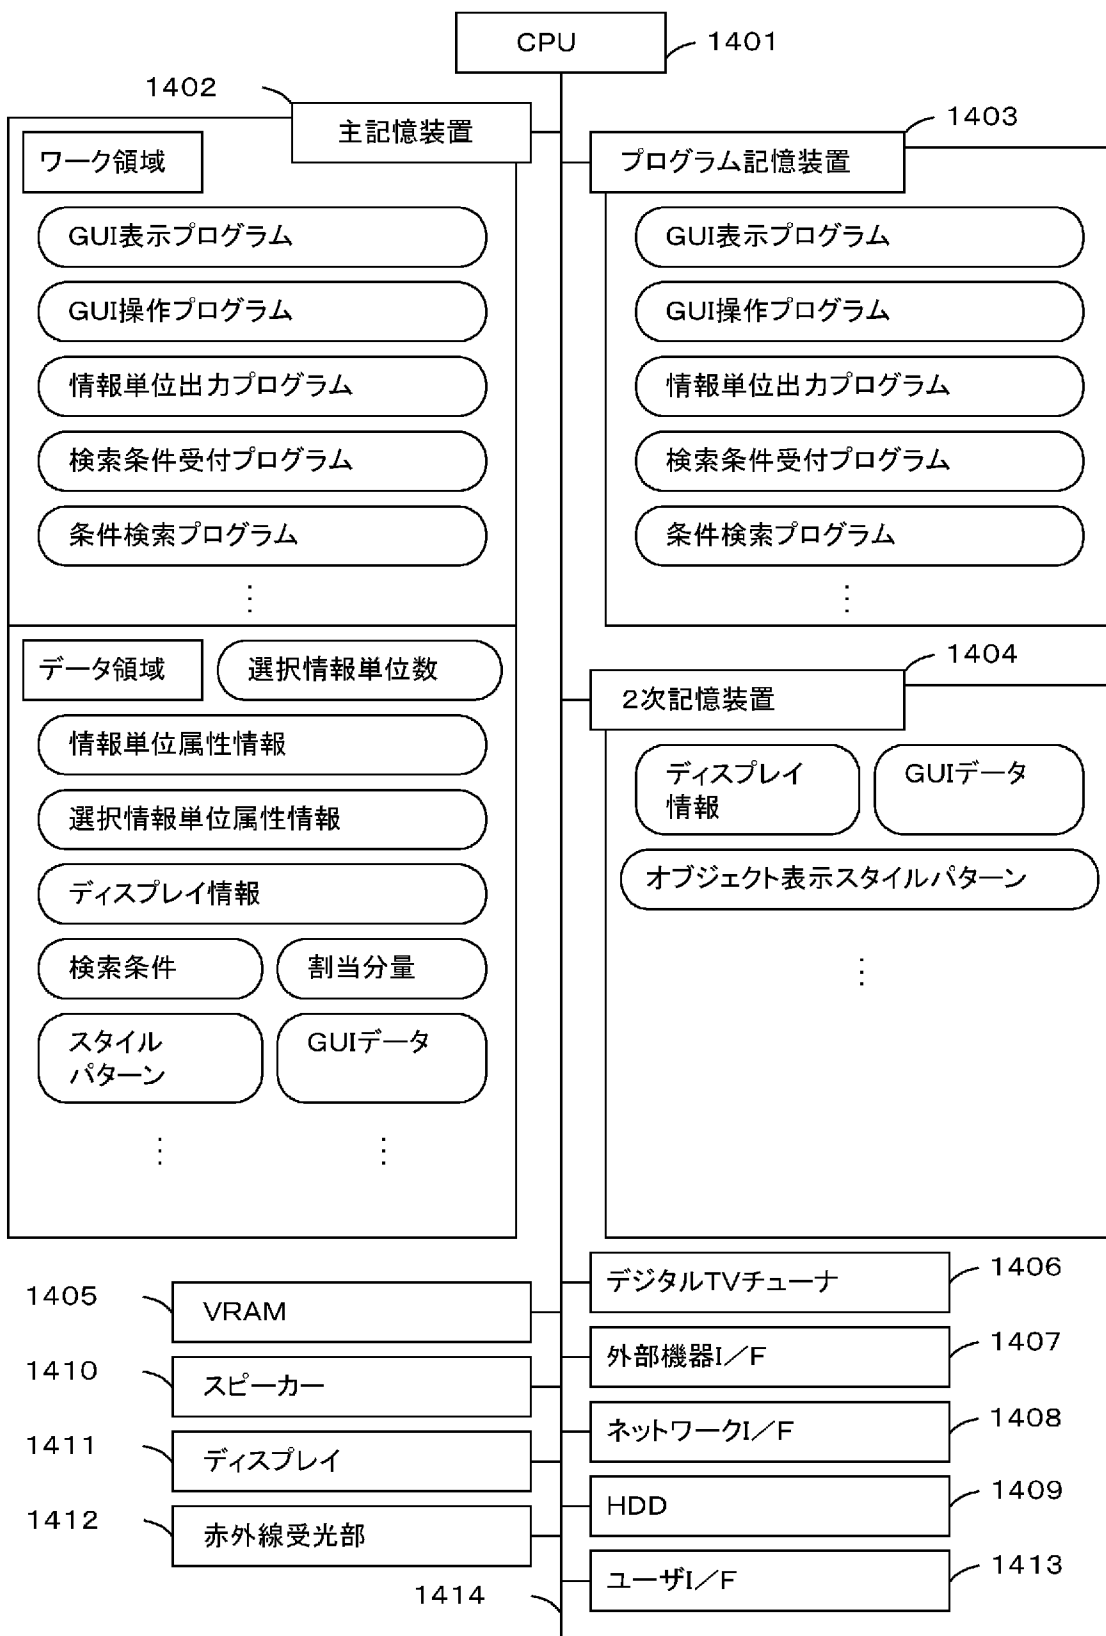 CPU
1401
1402
主記憶装置
ワーク領域
GUI表示プログラム
GUI操作プログラム
情報単位出力プログラム
検索条件受付プログラム
条件検索プログラム
⋮
データ領域
選択情報単位数
情報単位属性情報
選択情報単位属性情報
ディスプレイ情報
検索条件
割当分量
スタイル
パターン
GUIデータ
⋮
⋮
1403
プログラム記憶装置
GUI表示プログラム
GUI操作プログラム
情報単位出力プログラム
検索条件受付プログラム
条件検索プログラム
⋮
1404
2次記憶装置
ディスプレイ
情報
GUIデータ
オブジェクト表示スタイルパターン
⋮
1405
VRAM
1410
スピーカー
1411
ディスプレイ
1412
赤外線受光部
1414
デジタルTVチューナ
1406
外部機器I/F
1407
ネットワークI/F
1408
HDD
1409
ユーザI/F
1413